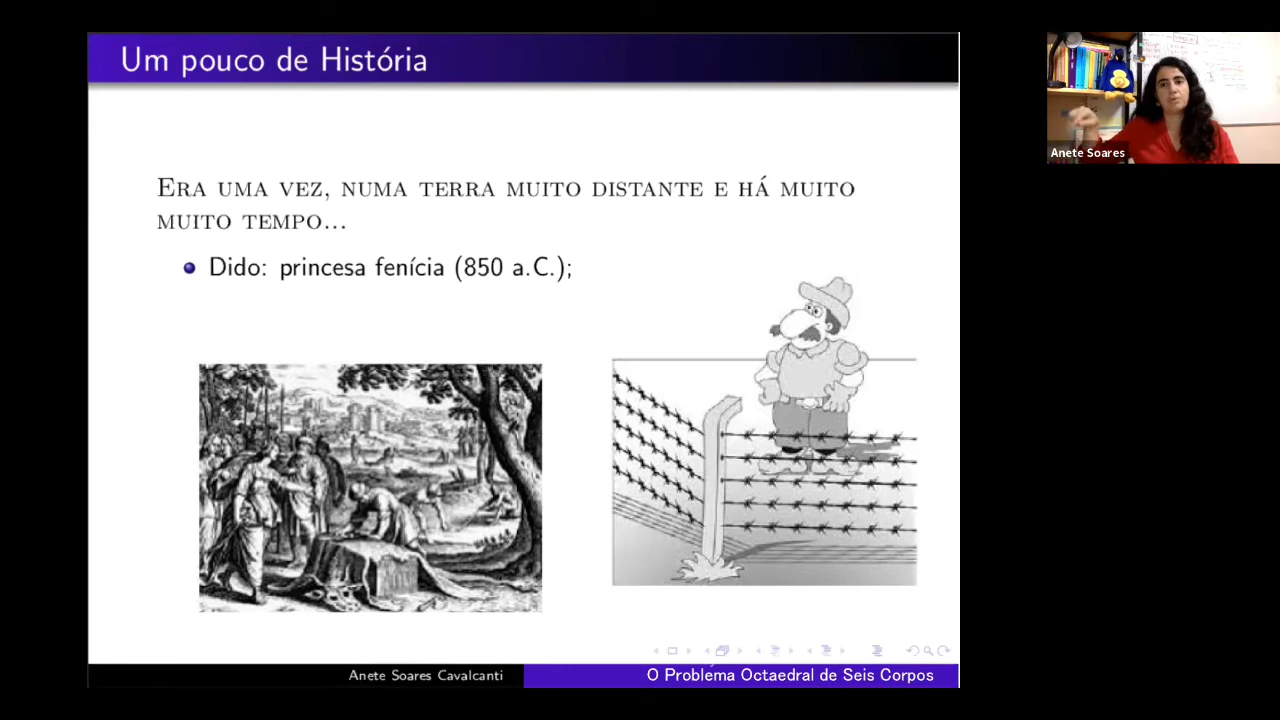 Um pouco de História
Era uma vez, numa terra muito distante e há muito
muito tempo...
Dido: princesa fenícia (850 a.C.);
Anete Soares Cavalcanti
O Problema Octaedral de Seis Corpos
Anete Soares